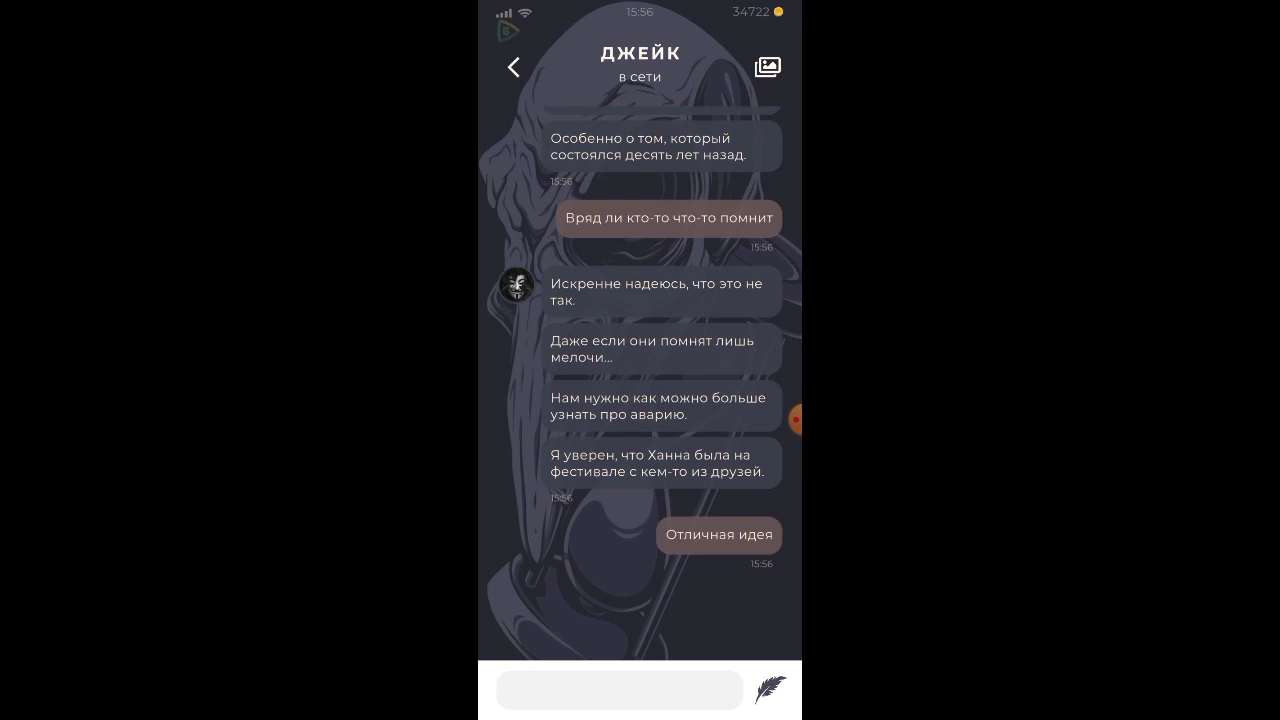 15:56
34722
ДЖЕЙК
в сети
Особенно о том, который
состоялся десять лет назад.
15:56
Вряд ли кто-то что-то помнит
15:56
Искренне надеюсь, что это не
так.
Даже если они помнят лишь
мелочи...
Нам нужно как можно больше
узнать про аварию.
Я уверен, что Ханна была на
фестивале с кем-то из друзей.
15:56
Отличная идея
15:56